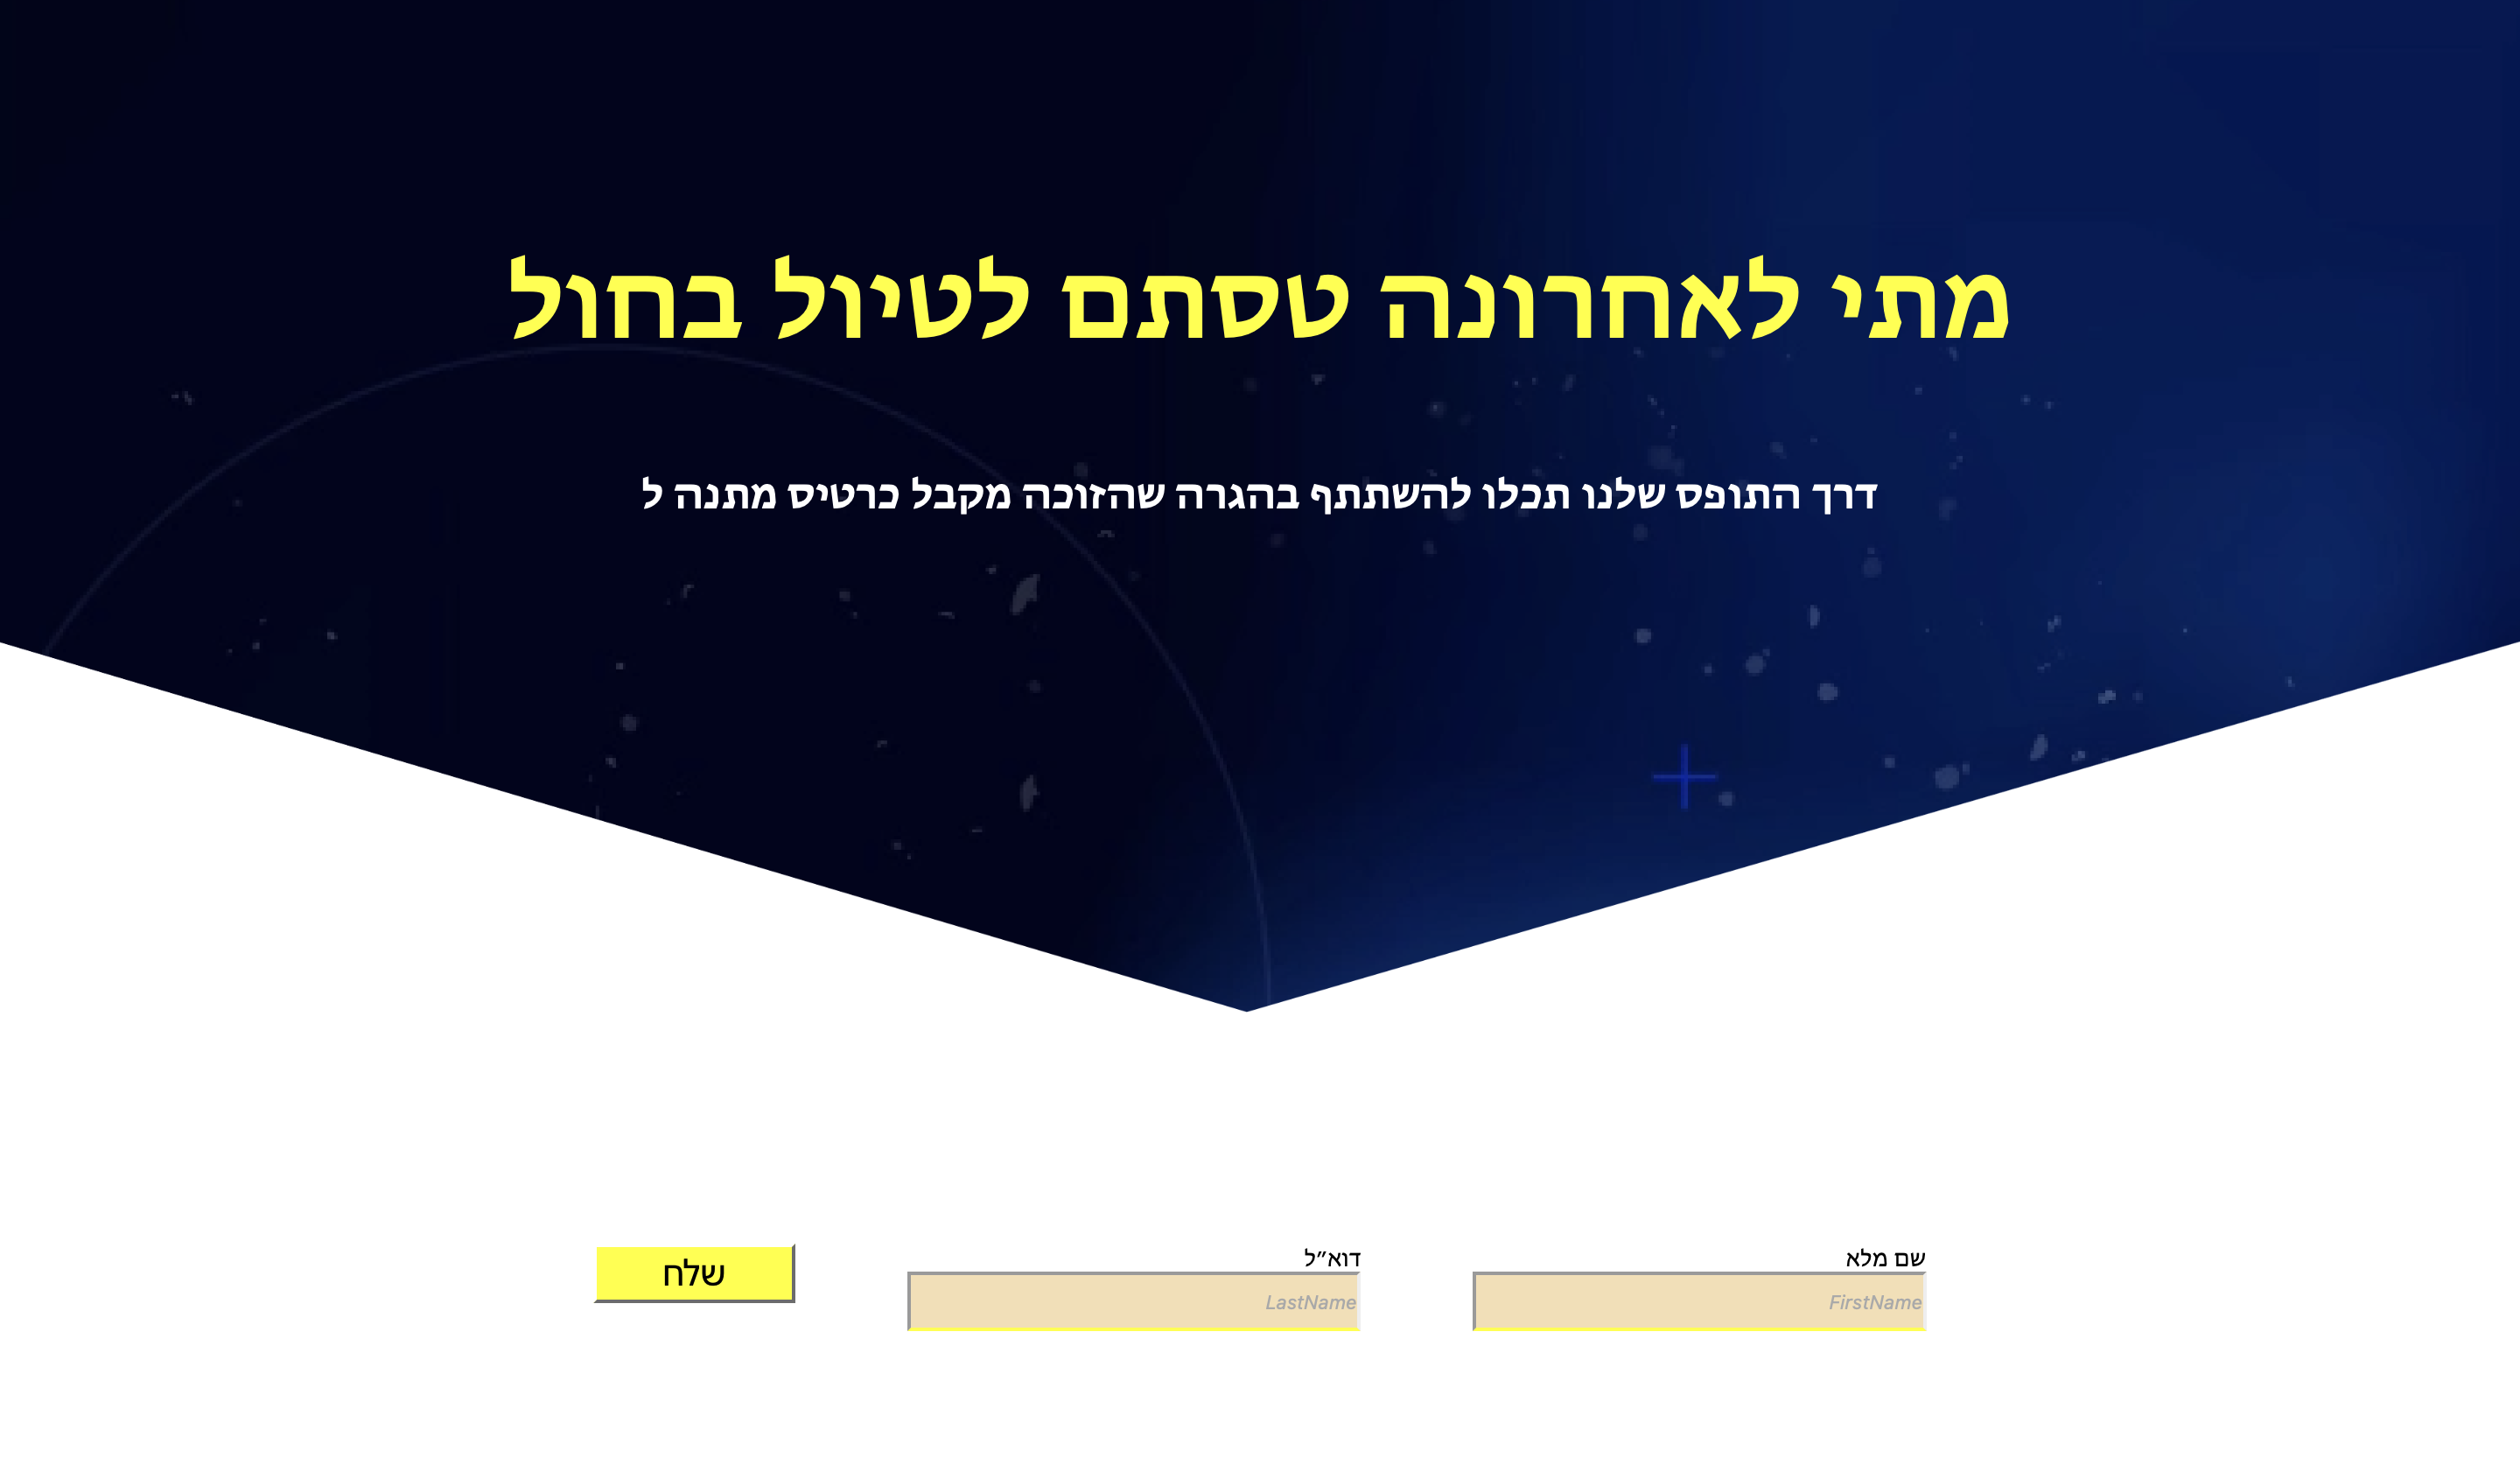 מתי לאחרונה טסתם לטיול בחול
דרך התופס שלנו תכלו להשתתף בהגרה שהזוכה מקבל כרטיס מתנה ל
שם מלא
FirstName
דוא״ל
LastName
שלח